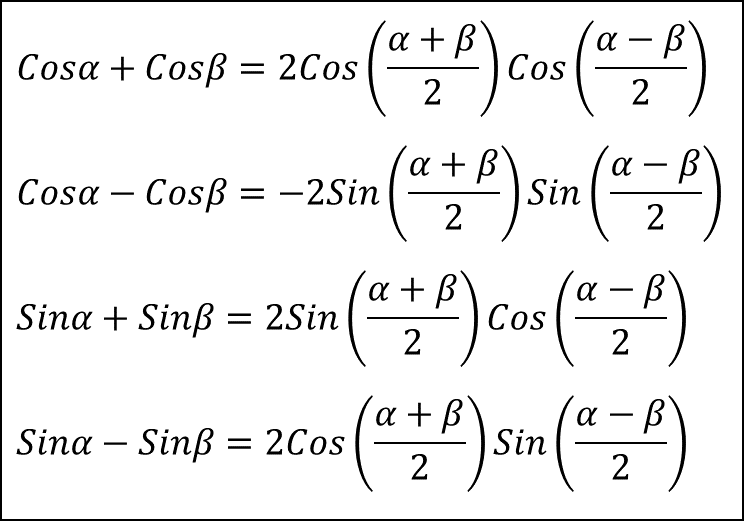 Cosα + Cosβ = 2Cos((α + β)/2)Cos((α − β)/2)
Cosα − Cosβ = −2Sin((α + β)/2)Sin((α − β)/2)
Sinα + Sinβ = 2Sin((α + β)/2)Cos((α − β)/2)
Sinα − Sinβ = 2Cos((α + β)/2)Sin((α − β)/2)